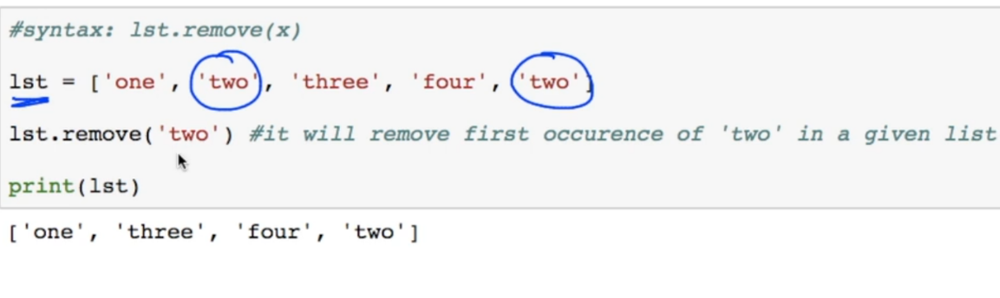 #syntax: lst.remove(x)
lst = ['one', 'two', 'three', 'four', 'two']
lst.remove('two') #it will remove first occurence of 'two' in a given list
print(lst)
['one', 'three', 'four', 'two']